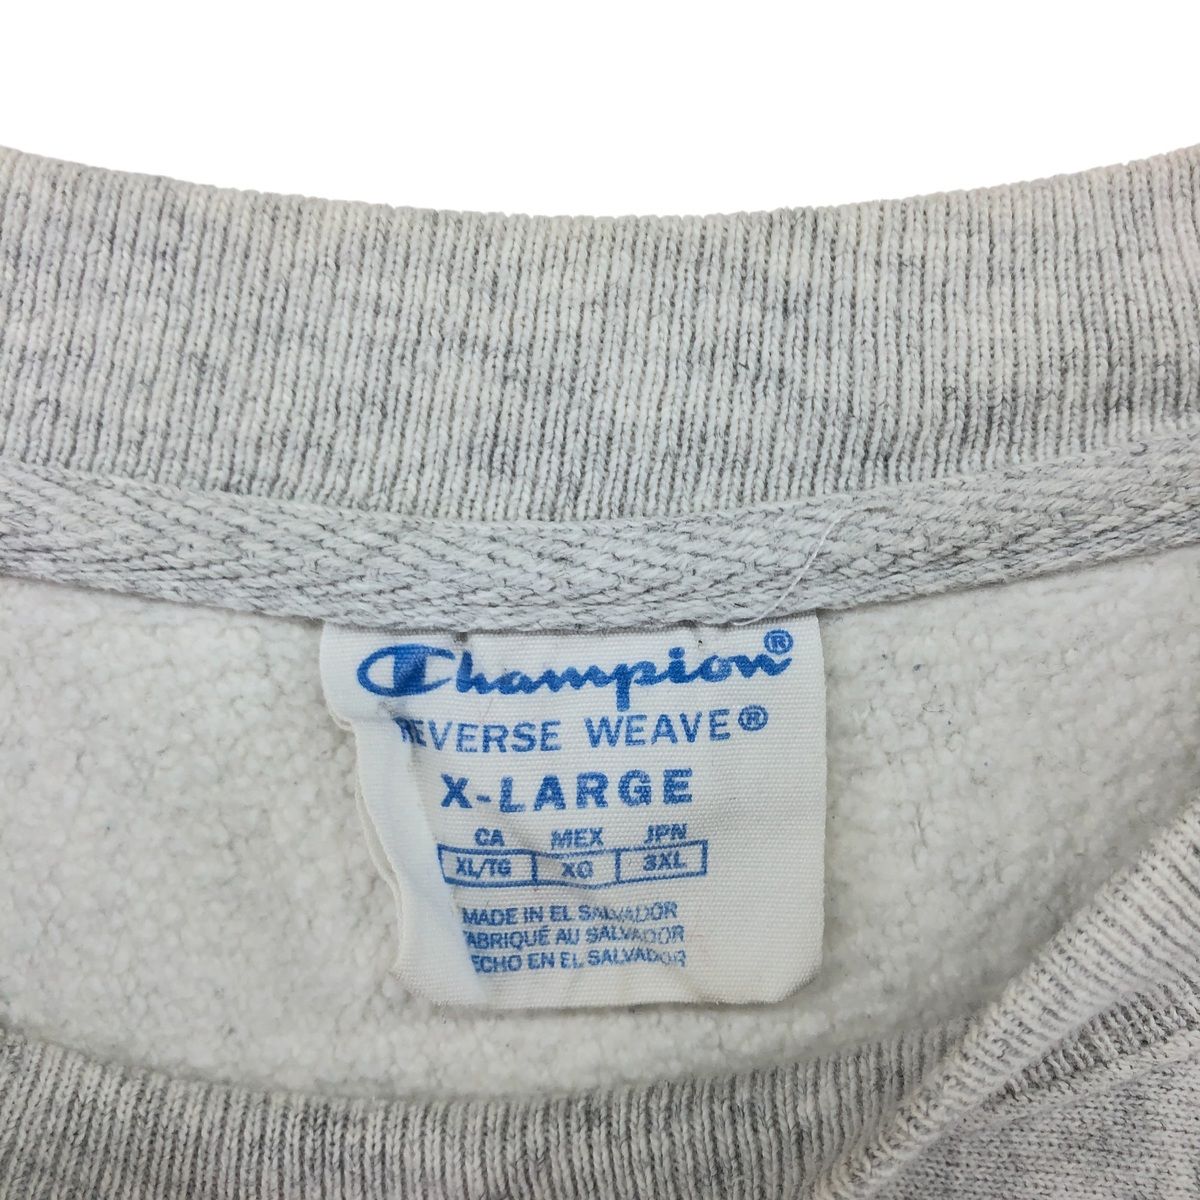 Champion®
REVERSE WEAVE®
X-LARGE
CA MEX JPN
XL/TG XG 3XL
MADE IN EL SALVADOR
FABRIQUÉ AU SALVADOR
HECHO EN EL SALVADOR